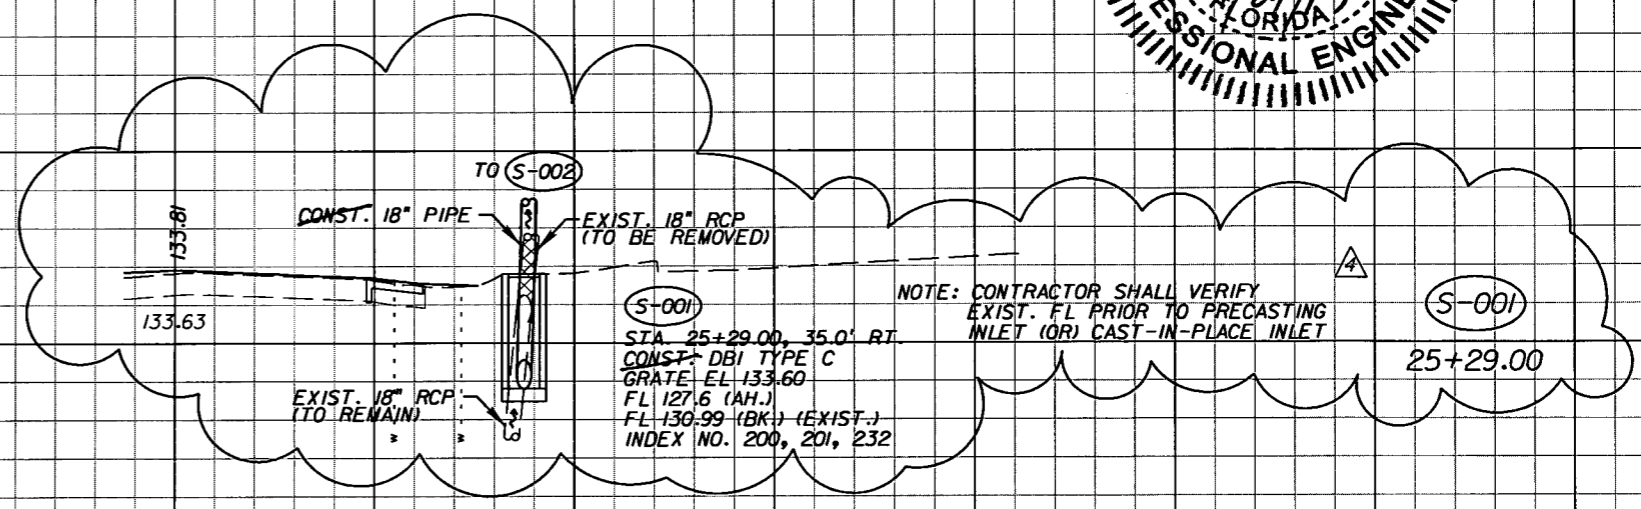 FLORIDA
ESSIONAL ENGINE
TO S-002
133.81
CONST. 18" PIPE
EXIST. 18" RCP
(TO BE REMOVED)
133.63
S-001
STA. 25+29.00, 35.0' RT.
CONST. DBI TYPE C
GRATE EL 133.60
FL 127.6 (AH.)
FL 130.99 (BK.) (EXIST.)
INDEX NO. 200, 201, 232
EXIST. 18" RCP
(TO REMAIN)
NOTE: CONTRACTOR SHALL VERIFY
EXIST. FL PRIOR TO PRECASTING
INLET (OR) CAST-IN-PLACE INLET
4
S-001
25+29.00